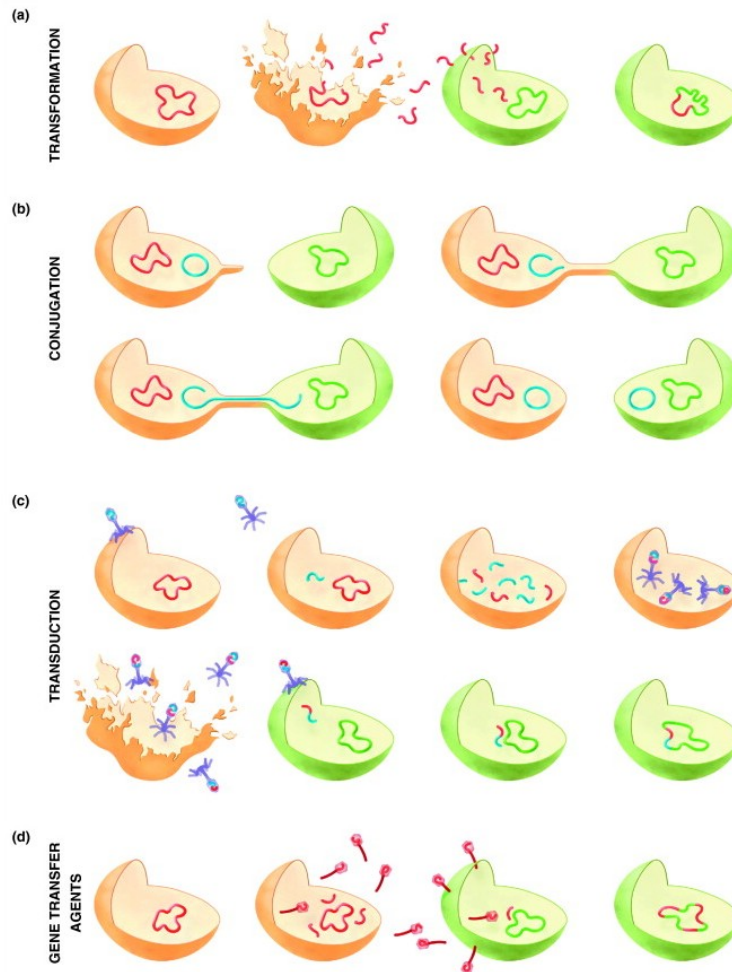 (a)
TRANSFORMATION
(b)
CONJUGATION
(c)
TRANSDUCTION
(d)
GENE TRANSFER
AGENTS